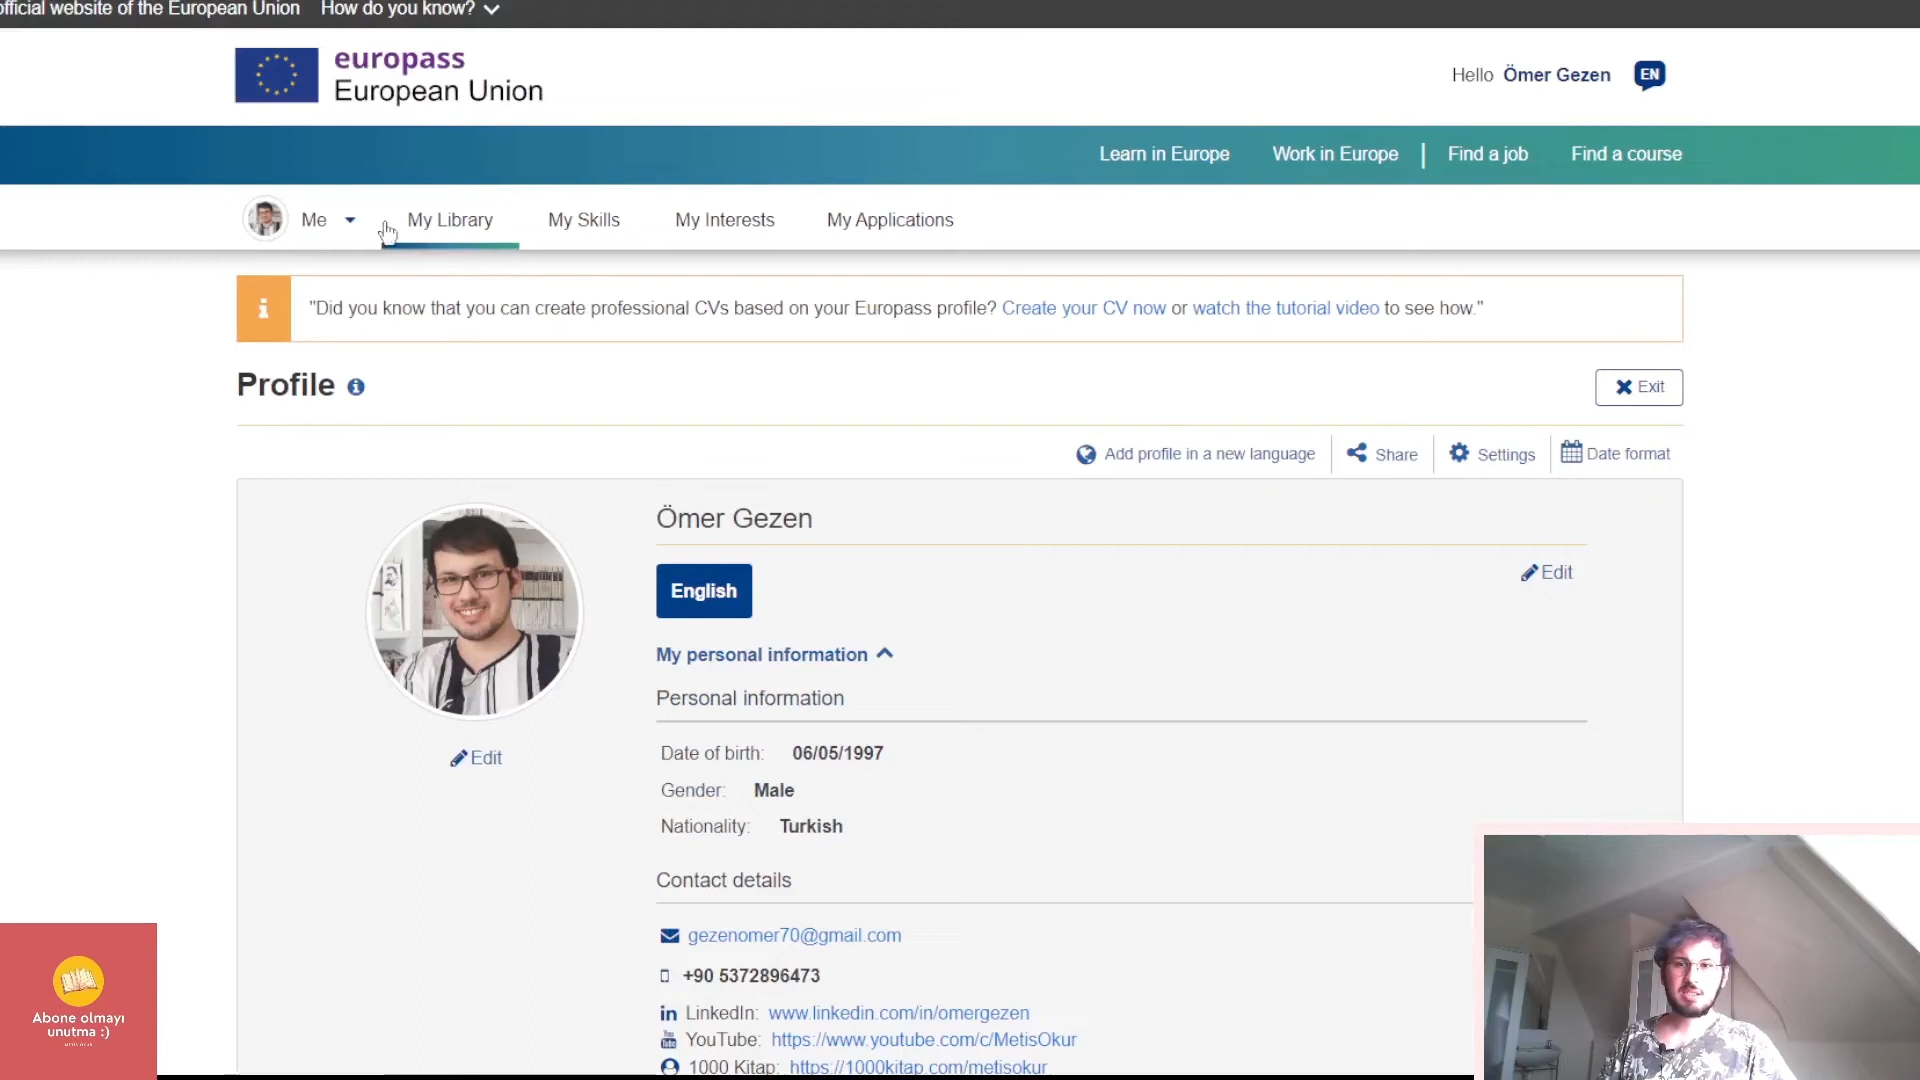 official website of the European Union How do you know?
europass
European Union
Hello Ömer Gezen EN
Learn in Europe Work in Europe | Find a job Find a course
Me My Library My Skills My Interests My Applications
"Did you know that you can create professional CVs based on your Europass profile? Create your CV now or watch the tutorial video to see how."
Profile
Exit
Add profile in a new language Share Settings Date format
Ömer Gezen
English
Edit
My personal information
Personal information
Edit
Date of birth: 06/05/1997
Gender: Male
Nationality: Turkish
Contact details
gezenomer70@gmail.com
+90 5372896473
LinkedIn: www.linkedin.com/in/omergezen
YouTube: https://www.youtube.com/c/MetisOkur
1000 Kitap: https://1000kitap.com/metisokur
Abone olmayı
unutma :)